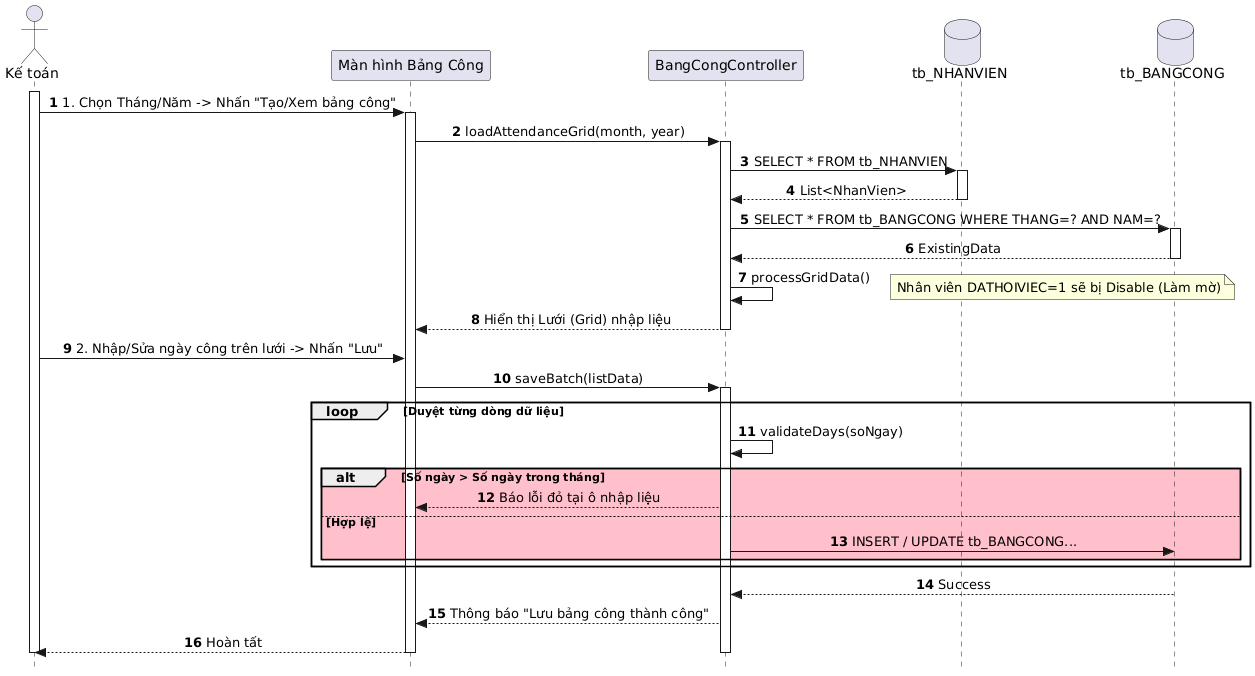 Kế toán
Màn hình Bảng Công
BangCongController
tb_NHANVIEN
tb_BANGCONG
1 1. Chọn Tháng/Năm -> Nhấn "Tạo/Xem bảng công"
2 loadAttendanceGrid(month, year)
3 SELECT * FROM tb_NHANVIEN
4 List<NhanVien>
5 SELECT * FROM tb_BANGCONG WHERE THANG=? AND NAM=?
6 ExistingData
7 processGridData()
Nhân viên DATHOIVIEC=1 sẽ bị Disable (Làm mờ)
8 Hiển thị Lưới (Grid) nhập liệu
9 2. Nhập/Sửa ngày công trên lưới -> Nhấn "Lưu"
10 saveBatch(listData)
loop [Duyệt từng dòng dữ liệu]
11 validateDays(soNgay)
alt [Số ngày > Số ngày trong tháng]
12 Báo lỗi đỏ tại ô nhập liệu
[Hợp lệ]
13 INSERT / UPDATE tb_BANGCONG...
14 Success
15 Thông báo "Lưu bảng công thành công"
16 Hoàn tất